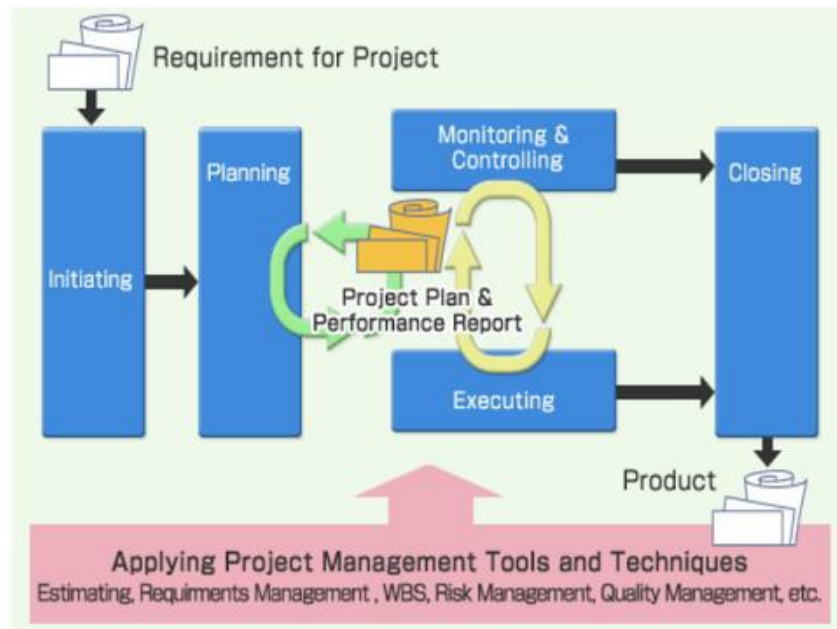 Requirement for Project
Initiating
Planning
Monitoring &
Controlling
Closing
Project Plan &
Performance Report
Executing
Product
Applying Project Management Tools and Techniques
Estimating, Requirments Management , WBS, Risk Management, Quality Management, etc.